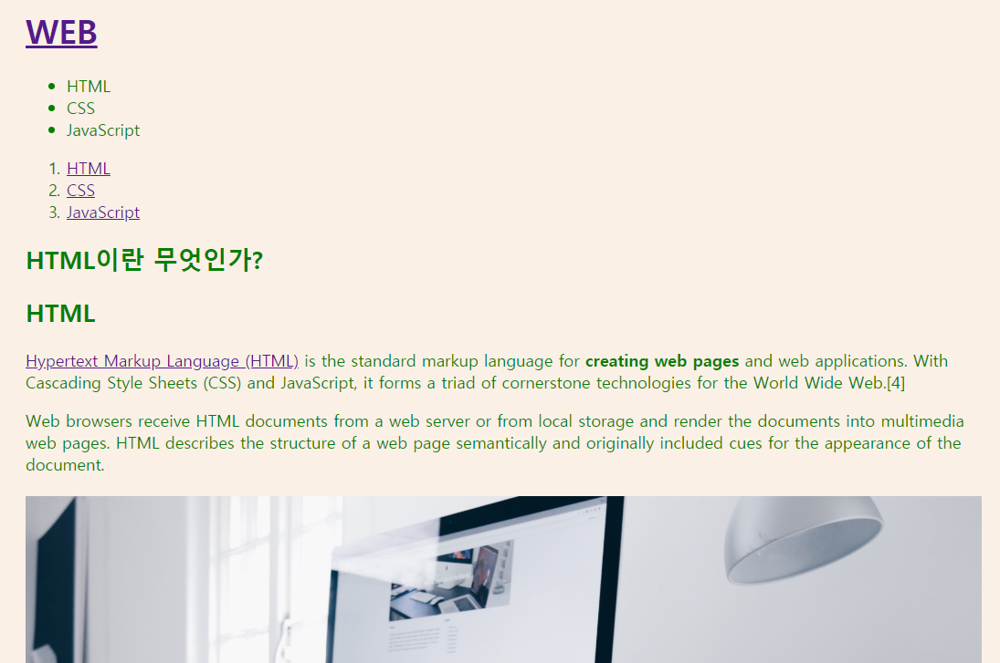 WEB
HTML
CSS
JavaScript
1. HTML
2. CSS
3. JavaScript
HTML이란 무엇인가?
HTML
Hypertext Markup Language (HTML) is the standard markup language for creating web pages and web applications. With
Cascading Style Sheets (CSS) and JavaScript, it forms a triad of cornerstone technologies for the World Wide Web.[4]
Web browsers receive HTML documents from a web server or from local storage and render the documents into multimedia
web pages. HTML describes the structure of a web page semantically and originally included cues for the appearance of the
document.